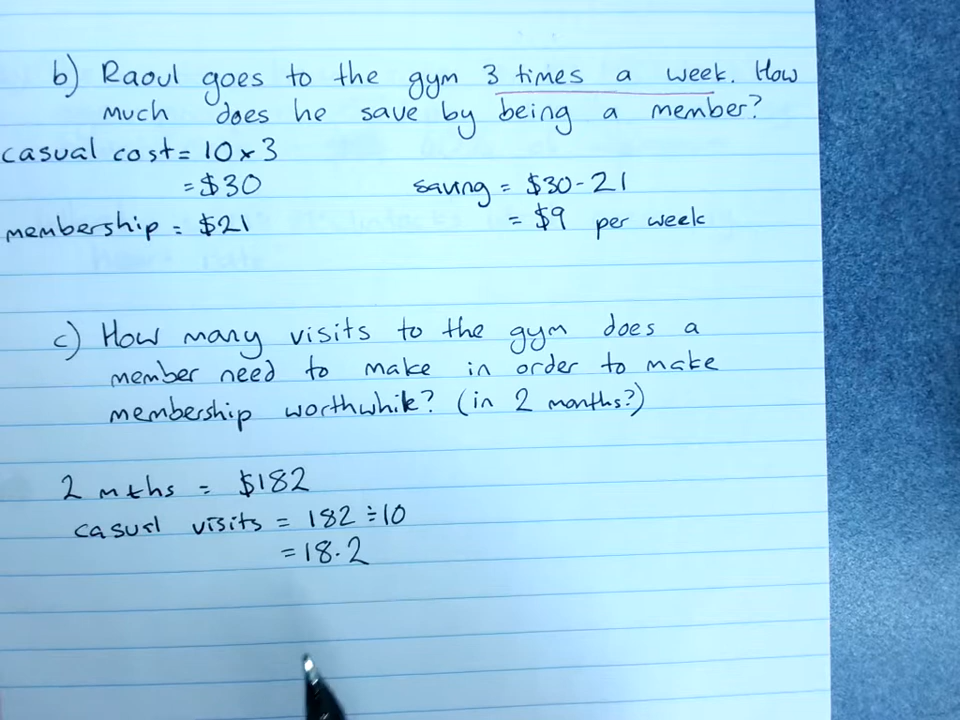 b) Raoul goes to the gym 3 times a week. How
much does he save by being a member?
casual cost = 10 x 3
= $30
membership = $21
saving = $30 - 21
= $9 per week
c) How many visits to the gym does a
member need to make in order to make
membership worthwhile? (in 2 months?)
2 mths = $182
casual visits = 182 ÷ 10
= 18.2